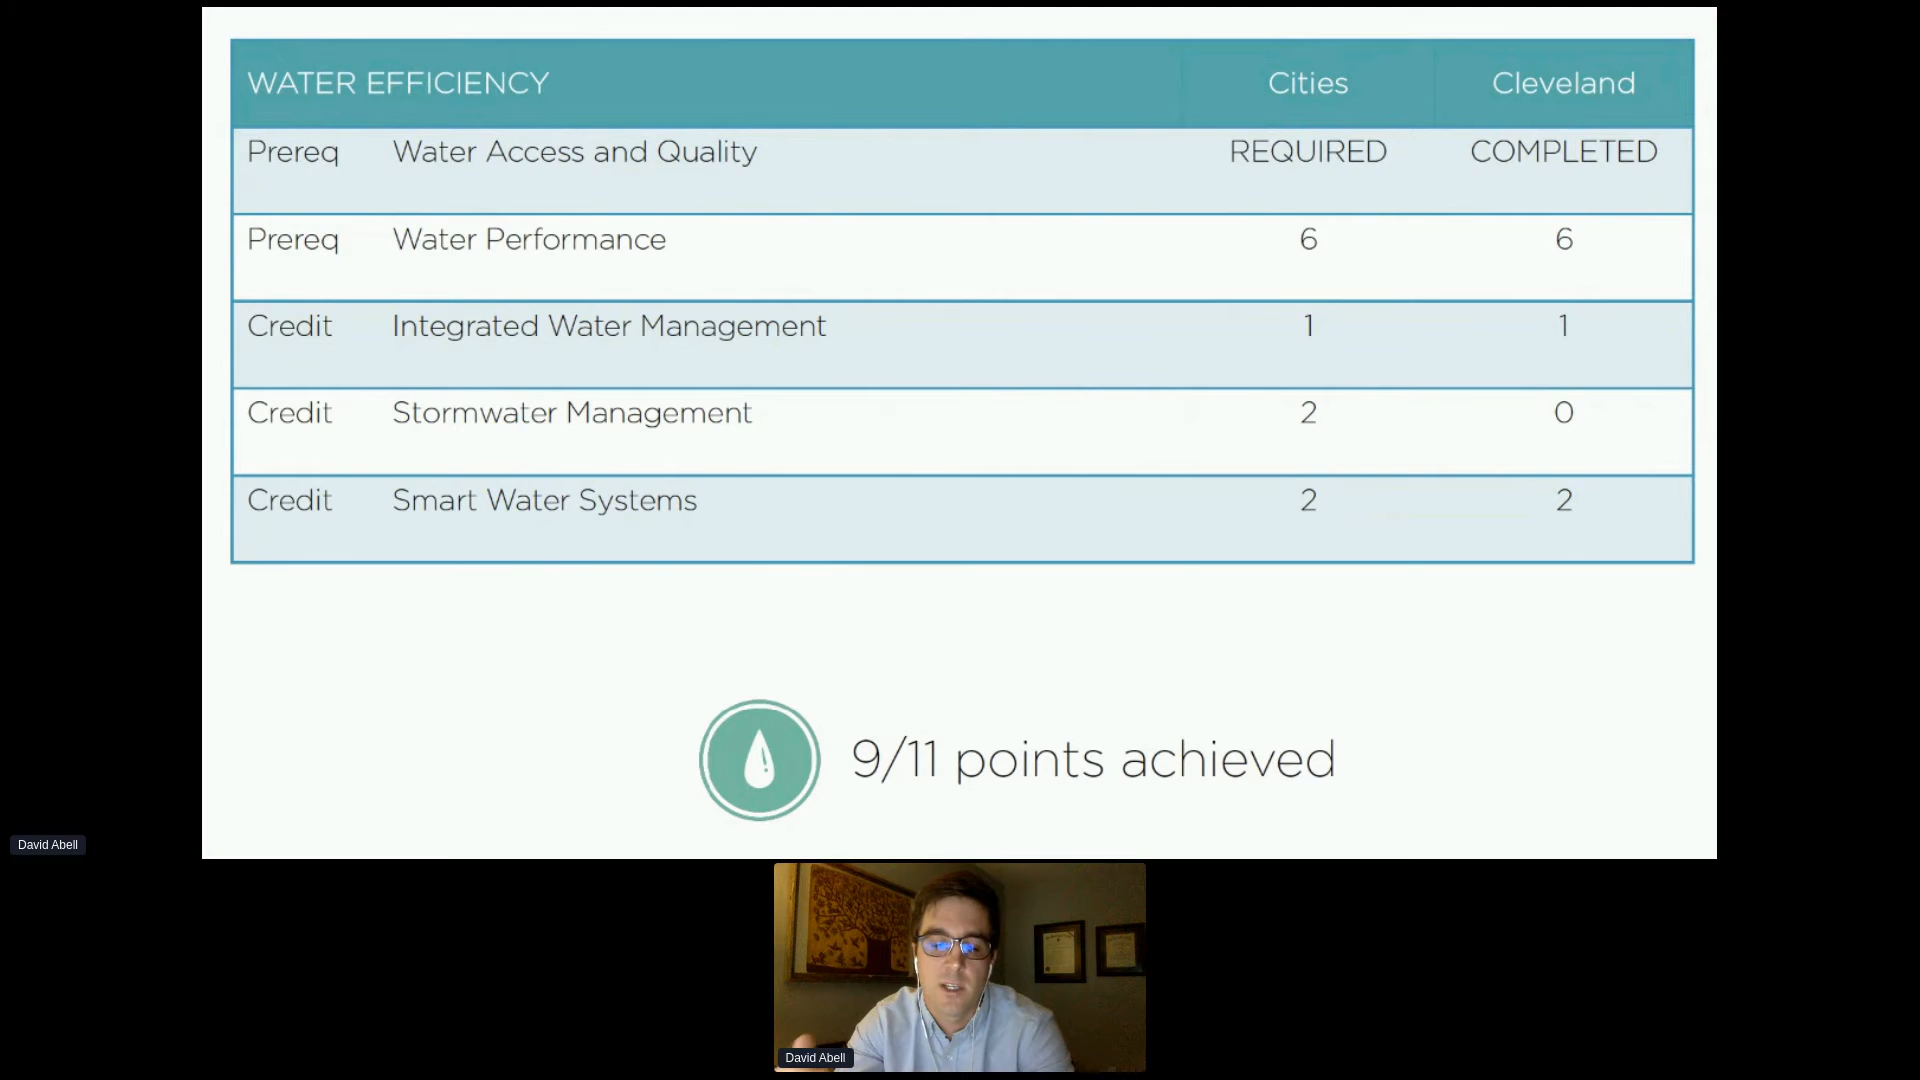 WATER EFFICIENCY Cities Cleveland
Prereq Water Access and Quality REQUIRED COMPLETED
Prereq Water Performance 6 6
Credit Integrated Water Management 1 1
Credit Stormwater Management 2 0
Credit Smart Water Systems 2 2
9/11 points achieved
David Abell
David Abell